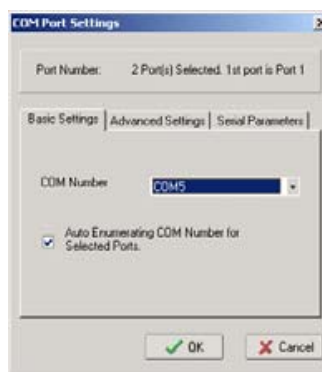 COM Port Settings
Port Number: 2 Port(s) Selected. 1st port is Port 1
Basic Settings Advanced Settings Serial Parameters
COM Number COM5
Auto Enumerating COM Number for
Selected Ports.
OK Cancel